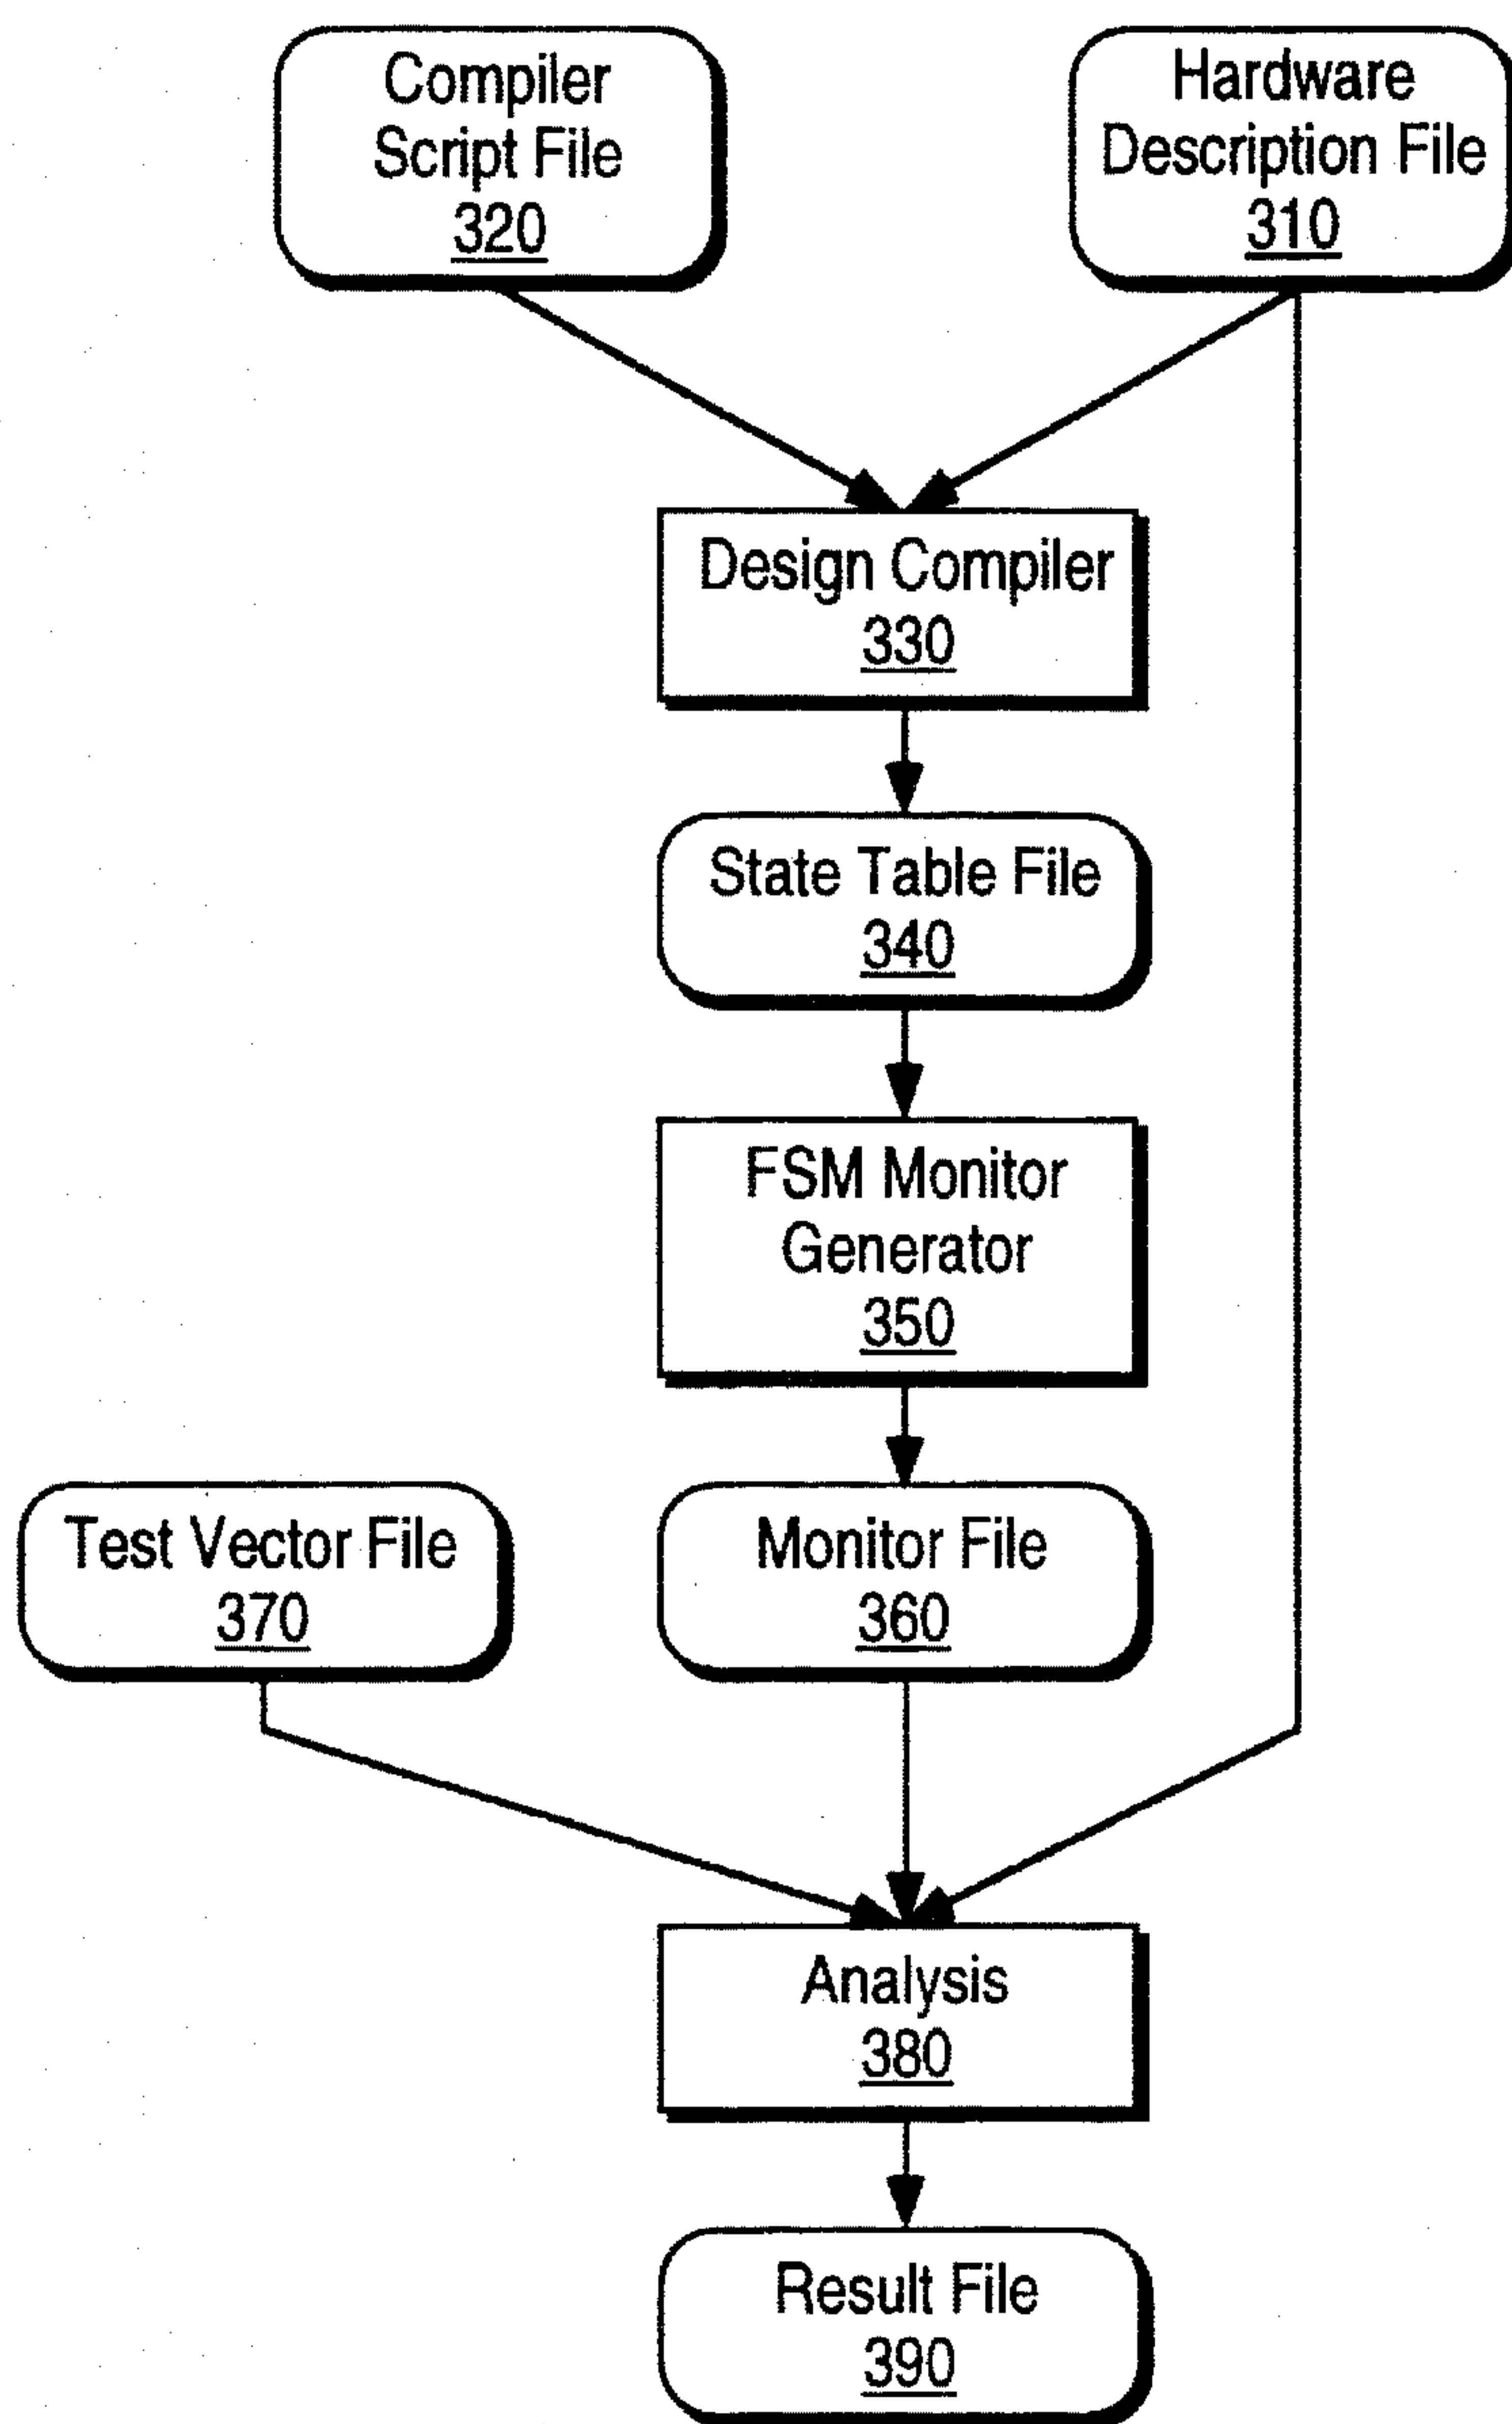 Compiler
Script File
320
Hardware
Description File
310
Design Compiler
330
State Table File
340
FSM Monitor
Generator
350
Test Vector File
370
Monitor File
360
Analysis
380
Result File
390